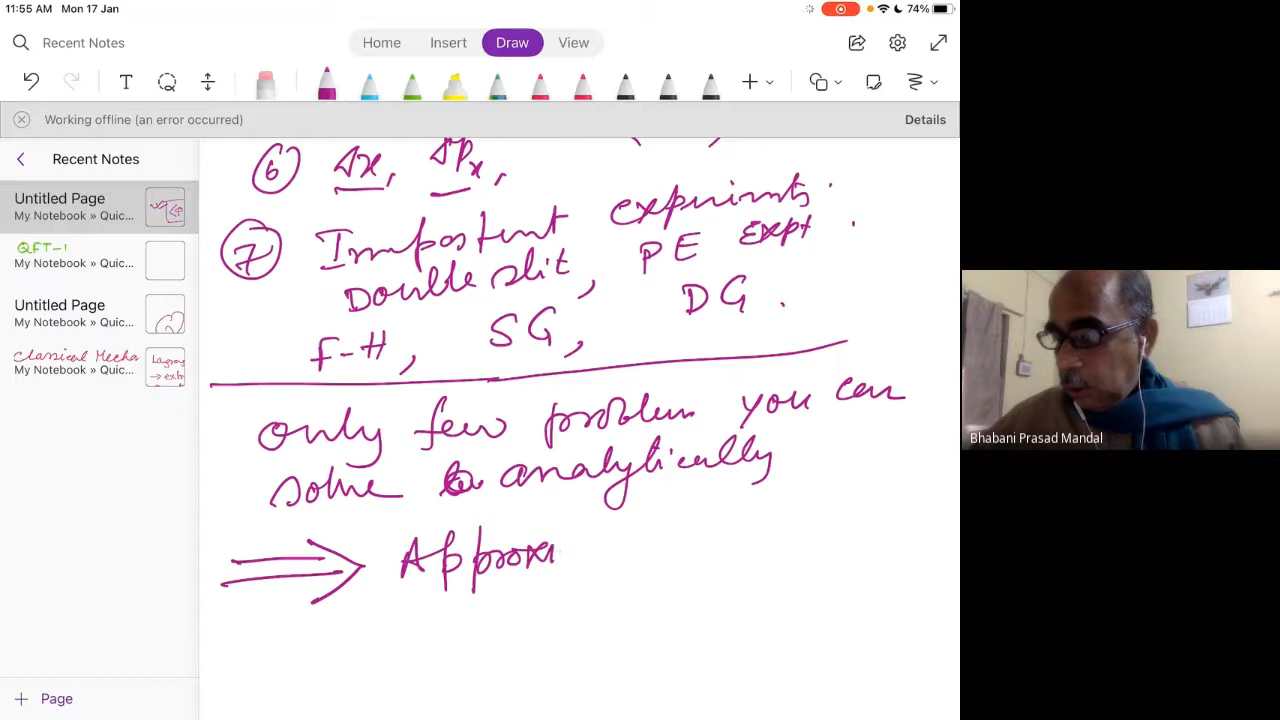 11:55 AM Mon 17 Jan
74%
Recent Notes
Home Insert Draw View
Working offline (an error occurred)
Details
Recent Notes
Untitled Page
My Notebook » Quic...
QFT-1
My Notebook » Quic...
Untitled Page
My Notebook » Quic...
Classical Mecha
My Notebook » Quic...
Page
6 Δx, Δpx,
7 Important experiments.
Double slit, PE Expt.
F-H, SG, DG.
only few problem you can
solve analytically
⇒ Approxi
Bhabani Prasad Mandal